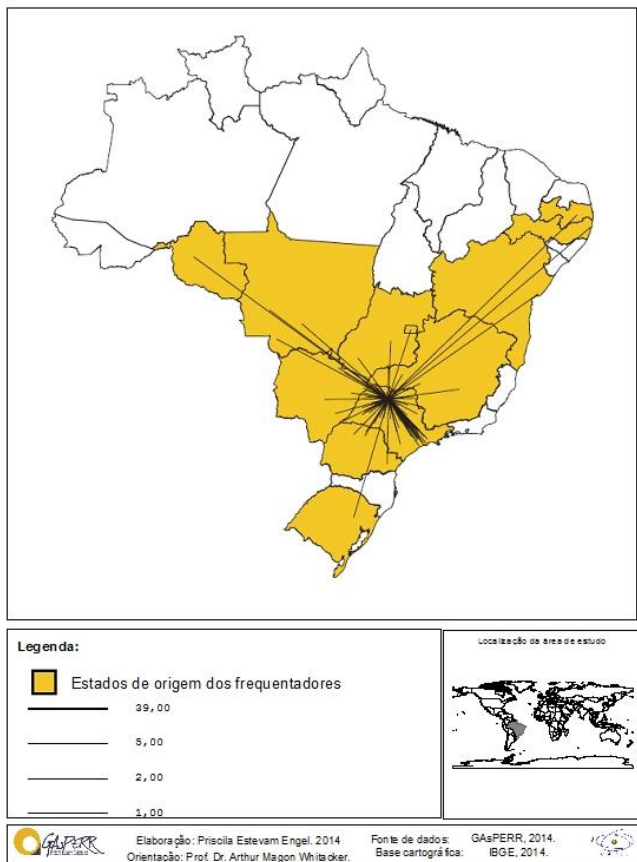 Legenda:
Estados de origem dos frequentadores
39,00
5,00
2,00
1,00
Localização da área de estudo
GAsPERR
Elaboração: Priscila Estevam Engel. 2014
Orientação: Prof. Dr. Arthur Magon Whitacker.
Fonte de dados: GAsPERR, 2014.
Base cartográfica: IBGE, 2014.